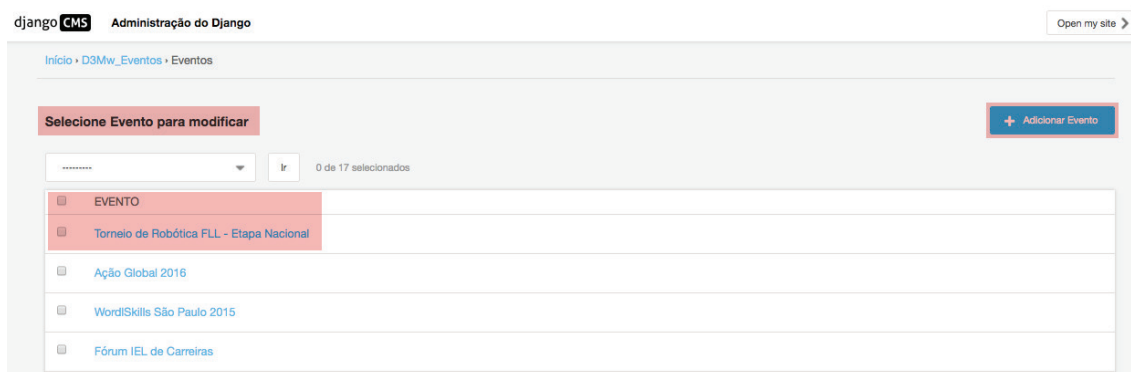 django CMS Administração do Django Open my site
Início › D3Mw_Eventos › Eventos
Selecione Evento para modificar
+ Adicionar Evento
--------- Ir 0 de 17 selecionados
EVENTO
Torneio de Robótica FLL - Etapa Nacional
Ação Global 2016
WordlSkills São Paulo 2015
Fórum IEL de Carreiras